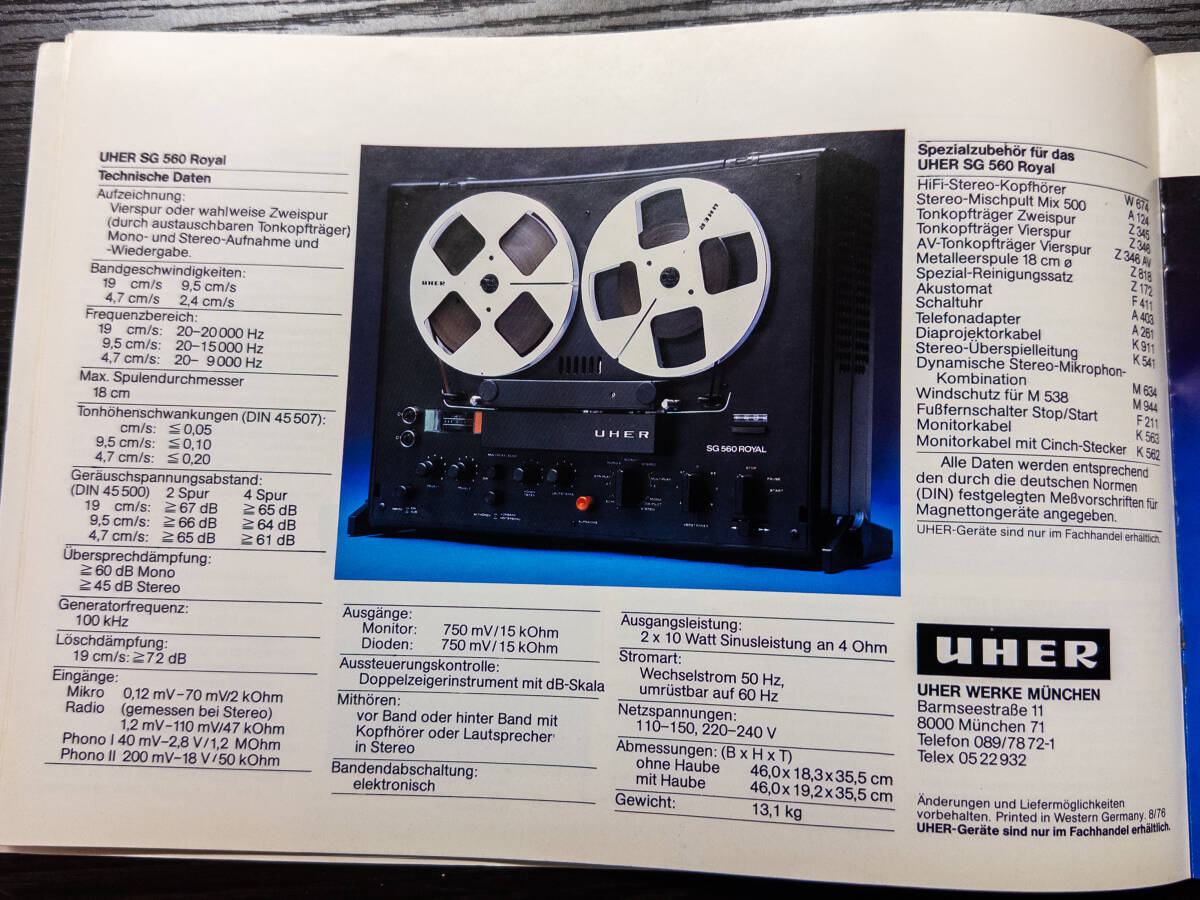 UHER SG 560 Royal
Technische Daten
Aufzeichnung:
Vierspur oder wahlweise Zweispur
(durch austauschbaren Tonkopfträger)
Mono- und Stereo-Aufnahme und
-Wiedergabe.
Bandgeschwindigkeiten:
19 cm/s 9,5 cm/s
4,7 cm/s 2,4 cm/s
Frequenzbereich:
19 cm/s: 20–20000 Hz
9,5 cm/s: 20–15000 Hz
4,7 cm/s: 20– 9000 Hz
Max. Spulendurchmesser
18 cm
Tonhöhenschwankungen (DIN 45507):
cm/s: ≦ 0,05
9,5 cm/s: ≦ 0,10
4,7 cm/s: ≦ 0,20
Geräuschspannungsabstand:
(DIN 45500) 2 Spur 4 Spur
19 cm/s: ≧ 67 dB ≧ 65 dB
9,5 cm/s: ≧ 66 dB ≧ 64 dB
4,7 cm/s: ≧ 65 dB ≧ 61 dB
Übersprechdämpfung:
≧ 60 dB Mono
≧ 45 dB Stereo
Generatorfrequenz:
100 kHz
Löschdämpfung:
19 cm/s: ≧ 72 dB
Eingänge:
Mikro 0,12 mV–70 mV/2 kOhm
Radio (gemessen bei Stereo)
1,2 mV–110 mV/47 kOhm
Phono I 40 mV–2,8 V/1,2 MOhm
Phono II 200 mV–18 V/50 kOhm
UHER
UHER
UHER
SG 560 ROYAL
STOP
PAUSE
START
Ausgänge:
Monitor: 750 mV/15 kOhm
Dioden: 750 mV/15 kOhm
Aussteuerungskontrolle:
Doppelzeigerinstrument mit dB-Skala
Mithören:
vor Band oder hinter Band mit
Kopfhörer oder Lautsprecher
in Stereo
Bandendabschaltung:
elektronisch
Ausgangsleistung:
2 x 10 Watt Sinusleistung an 4 Ohm
Stromart:
Wechselstrom 50 Hz,
umrüstbar auf 60 Hz
Netzspannungen:
110–150, 220–240 V
Abmessungen: (B x H x T)
ohne Haube 46,0 x 18,3 x 35,5 cm
mit Haube 46,0 x 19,2 x 35,5 cm
Gewicht: 13,1 kg
Spezialzubehör für das
UHER SG 560 Royal
HiFi-Stereo-Kopfhörer W 674
Stereo-Mischpult Mix 500 A 124
Tonkopfträger Zweispur Z 345
Tonkopfträger Vierspur Z 346
AV-Tonkopfträger Vierspur Z 346 AV
Metalleerspule 18 cm ø Z 818
Spezial-Reinigungssatz Z 172
Akustomat F 411
Schaltuhr A 403
Telefonadapter A 261
Diaprojektorkabel K 911
Stereo-Überspielleitung K 541
Dynamische Stereo-Mikrophon-
Kombination M 634
Windschutz für M 538 M 944
Fußfernschalter Stop/Start F 211
Monitorkabel K 563
Monitorkabel mit Cinch-Stecker K 562
Alle Daten werden entsprechend
den durch die deutschen Normen
(DIN) festgelegten Meßvorschriften für
Magnettongeräte angegeben.
UHER-Geräte sind nur im Fachhandel erhältlich.
UHER
UHER WERKE MÜNCHEN
Barmseestraße 11
8000 München 71
Telefon 089/78 72-1
Telex 05 22 932
Änderungen und Liefermöglichkeiten
vorbehalten. Printed in Western Germany. 8/76
UHER-Geräte sind nur im Fachhandel erhältlich.